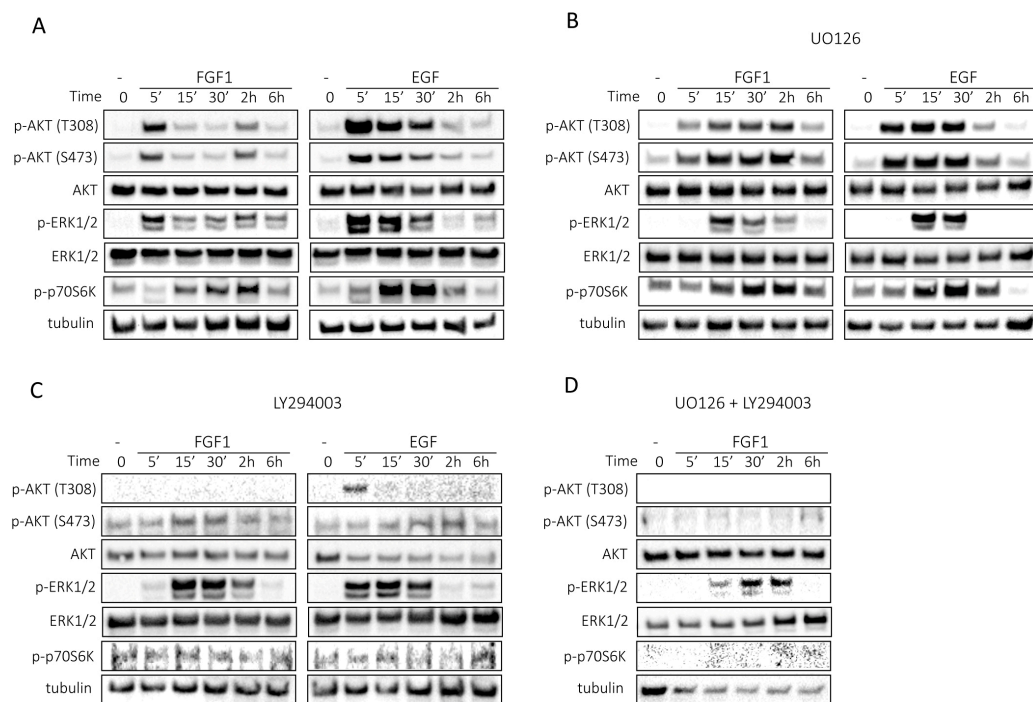 A
FGF1 EGF
- -
Time 0 5’ 15’ 30’ 2h 6h 0 5’ 15’ 30’ 2h 6h
p-AKT (T308)
p-AKT (S473)
AKT
p-ERK1/2
ERK1/2
p-p70S6K
tubulin
B
UO126
FGF1 EGF
- -
Time 0 5’ 15’ 30’ 2h 6h 0 5’ 15’ 30’ 2h 6h
p-AKT (T308)
p-AKT (S473)
AKT
p-ERK1/2
ERK1/2
p-p70S6K
tubulin
C
LY294003
- FGF1 - EGF
Time 0 5’ 15’ 30’ 2h 6h 0 5’ 15’ 30’ 2h 6h
p-AKT (T308)
p-AKT (S473)
AKT
p-ERK1/2
ERK1/2
p-p70S6K
tubulin
D
UO126 + LY294003
- FGF1
Time 0 5’ 15’ 30’ 2h 6h
p-AKT (T308)
p-AKT (S473)
AKT
p-ERK1/2
ERK1/2
p-p70S6K
tubulin